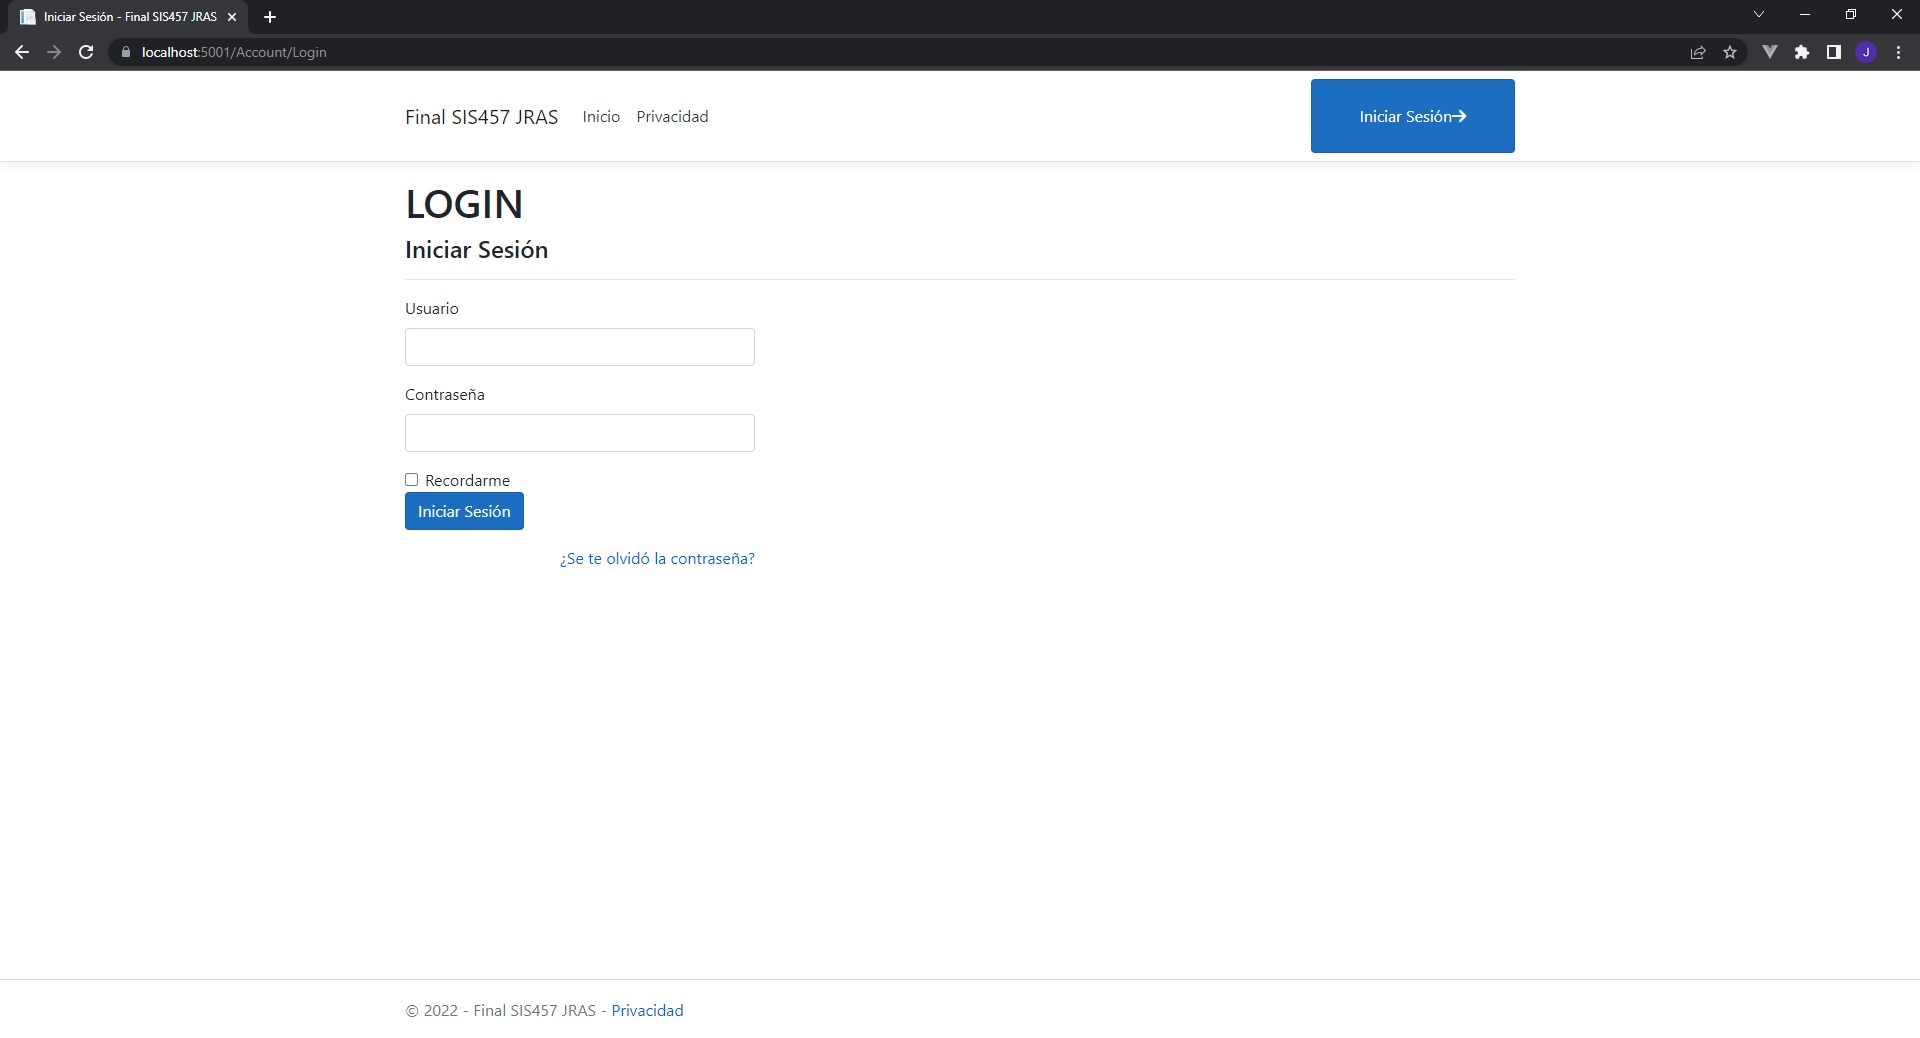 Iniciar Sesión - Final SIS457 JRAS
localhost:5001/Account/Login
J
Final SIS457 JRAS
Inicio
Privacidad
Iniciar Sesión
LOGIN
Iniciar Sesión
Usuario
Contraseña
Recordarme
Iniciar Sesión
¿Se te olvidó la contraseña?
© 2022 - Final SIS457 JRAS - Privacidad